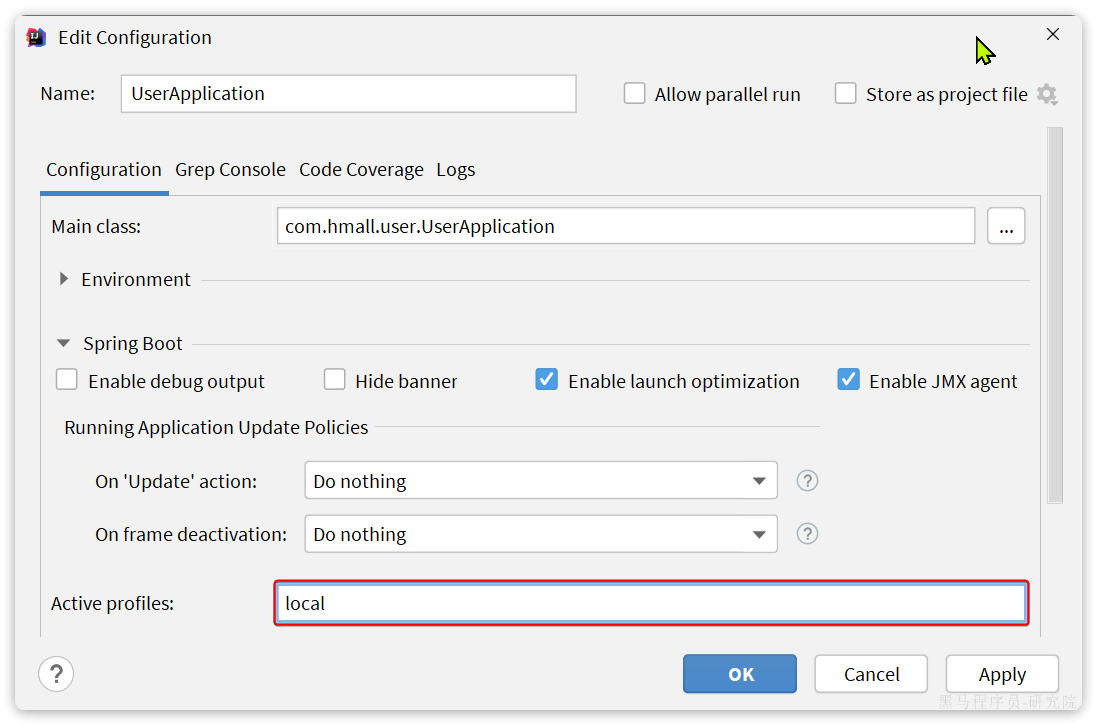 Edit Configuration
Name: UserApplication Allow parallel run Store as project file
Configuration Grep Console Code Coverage Logs
Main class: com.hmall.user.UserApplication ...
Environment
Spring Boot
Enable debug output Hide banner Enable launch optimization Enable JMX agent
Running Application Update Policies
On 'Update' action: Do nothing ?
On frame deactivation: Do nothing ?
Active profiles: local
? OK Cancel Apply
黑马程序员-研究院